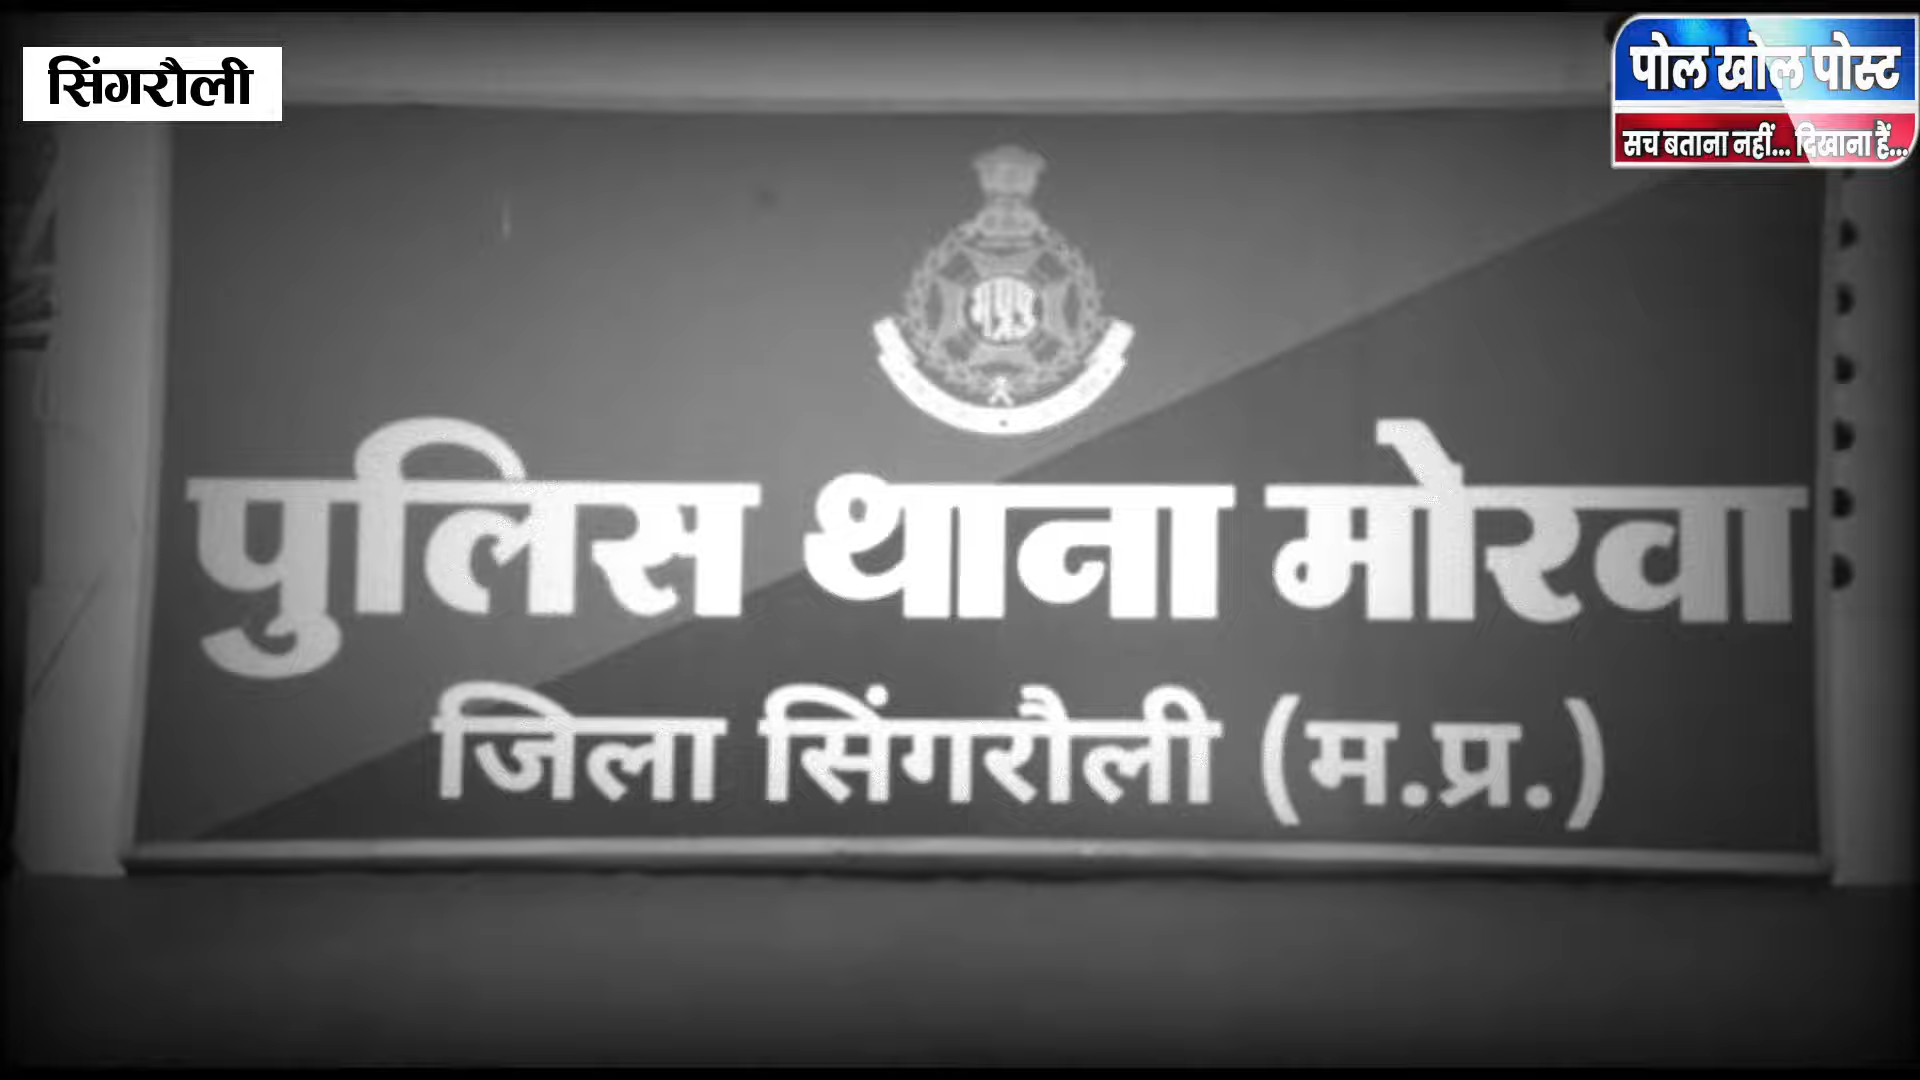 सिंगरौली
पोल खोल पोस्ट
सच बताना नहीं... दिखाना हैं...
पुलिस थाना मोरवा
जिला सिंगरौली (म.प्र.)